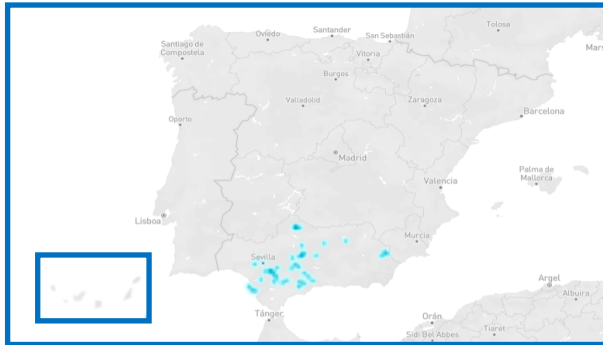 Tolosa
Oviedo
Santander
San Sebastián
Santiago de
Compostela
Mars
Vitoria
Burgos
Valladolid
Zaragoza
Barcelona
Oporto
Madrid
Palma de
Mallorca
Valencia
Lisboa
Murcia
Sevilla
Argel
Albuira
Tánger
Orán
Tiaret
Sidi Bel Abbes